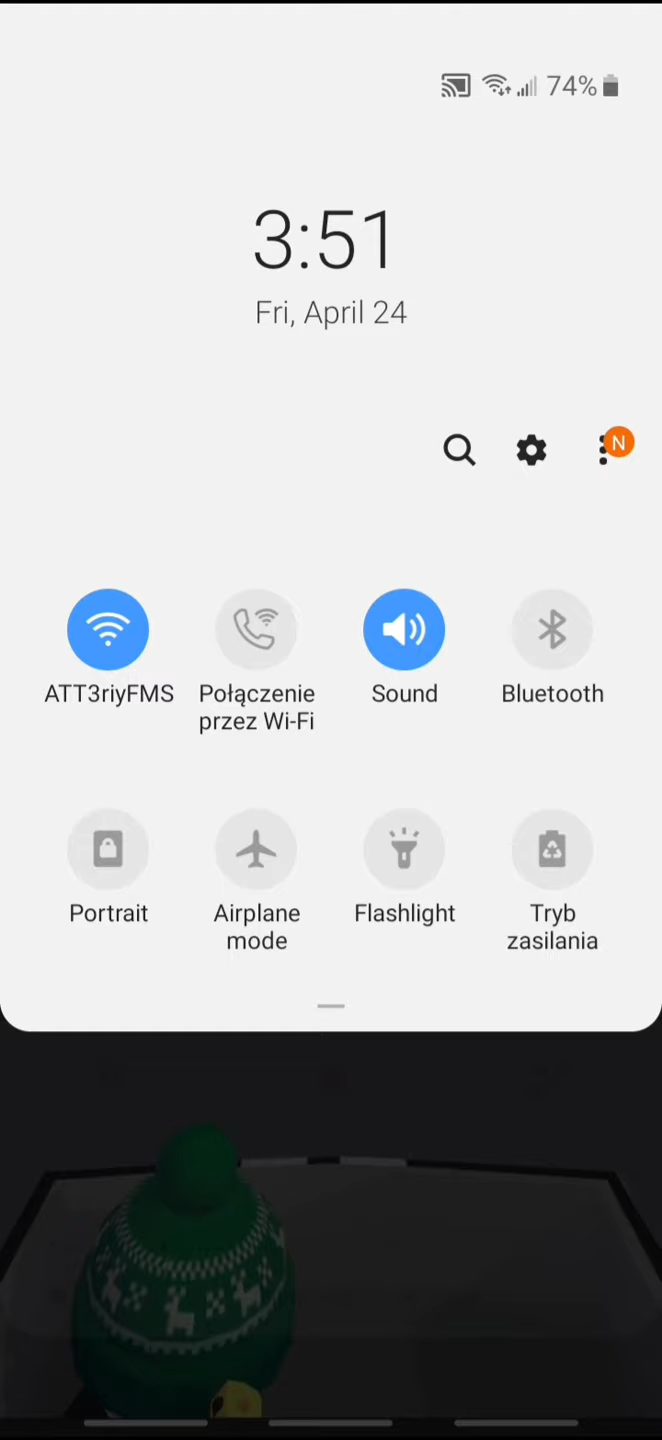 74%
3:51
Fri, April 24
N
ATT3riyFMS
Połączenie
przez Wi-Fi
Sound
Bluetooth
Portrait
Airplane
mode
Flashlight
Tryb
zasilania